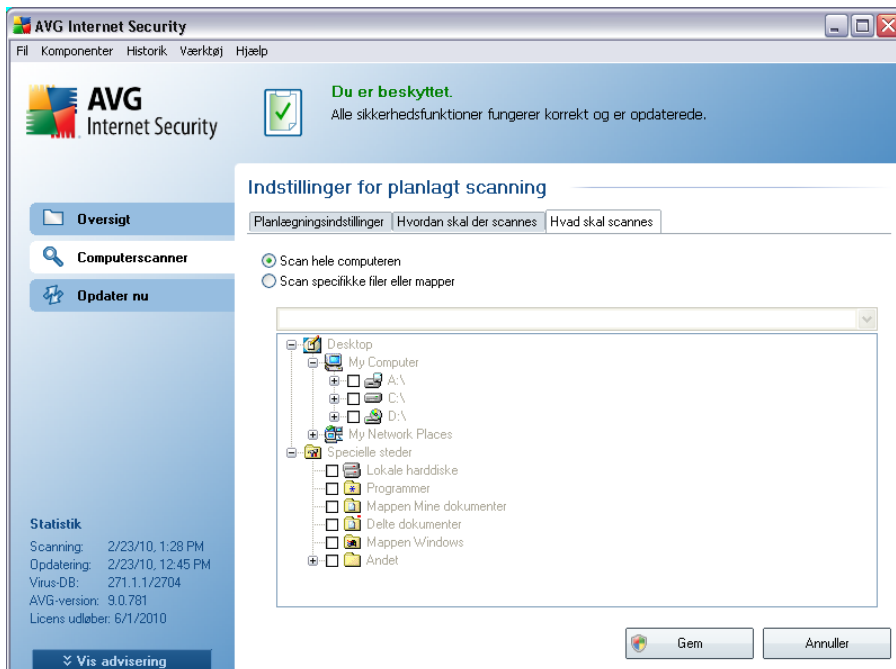 AVG Internet Security
Fil Komponenter Historik Værktøj Hjælp
AVG
Internet Security
Du er beskyttet.
Alle sikkerhedsfunktioner fungerer korrekt og er opdaterede.
Oversigt
Computerscanner
Opdater nu
Indstillinger for planlagt scanning
Planlægningsindstillinger Hvordan skal der scannes Hvad skal scannes
Scan hele computeren
Scan specifikke filer eller mapper
Desktop
My Computer
A:\
C:\
D:\
My Network Places
Specielle steder
Lokale harddiske
Programmer
Mappen Mine dokumenter
Delte dokumenter
Mappen Windows
Andet
Statistik
Scanning: 2/23/10, 1:28 PM
Opdatering: 2/23/10, 12:45 PM
Virus-DB: 271.1.1/2704
AVG-version: 9.0.781
Licens udløber: 6/1/2010
Vis advisering
Gem Annuller